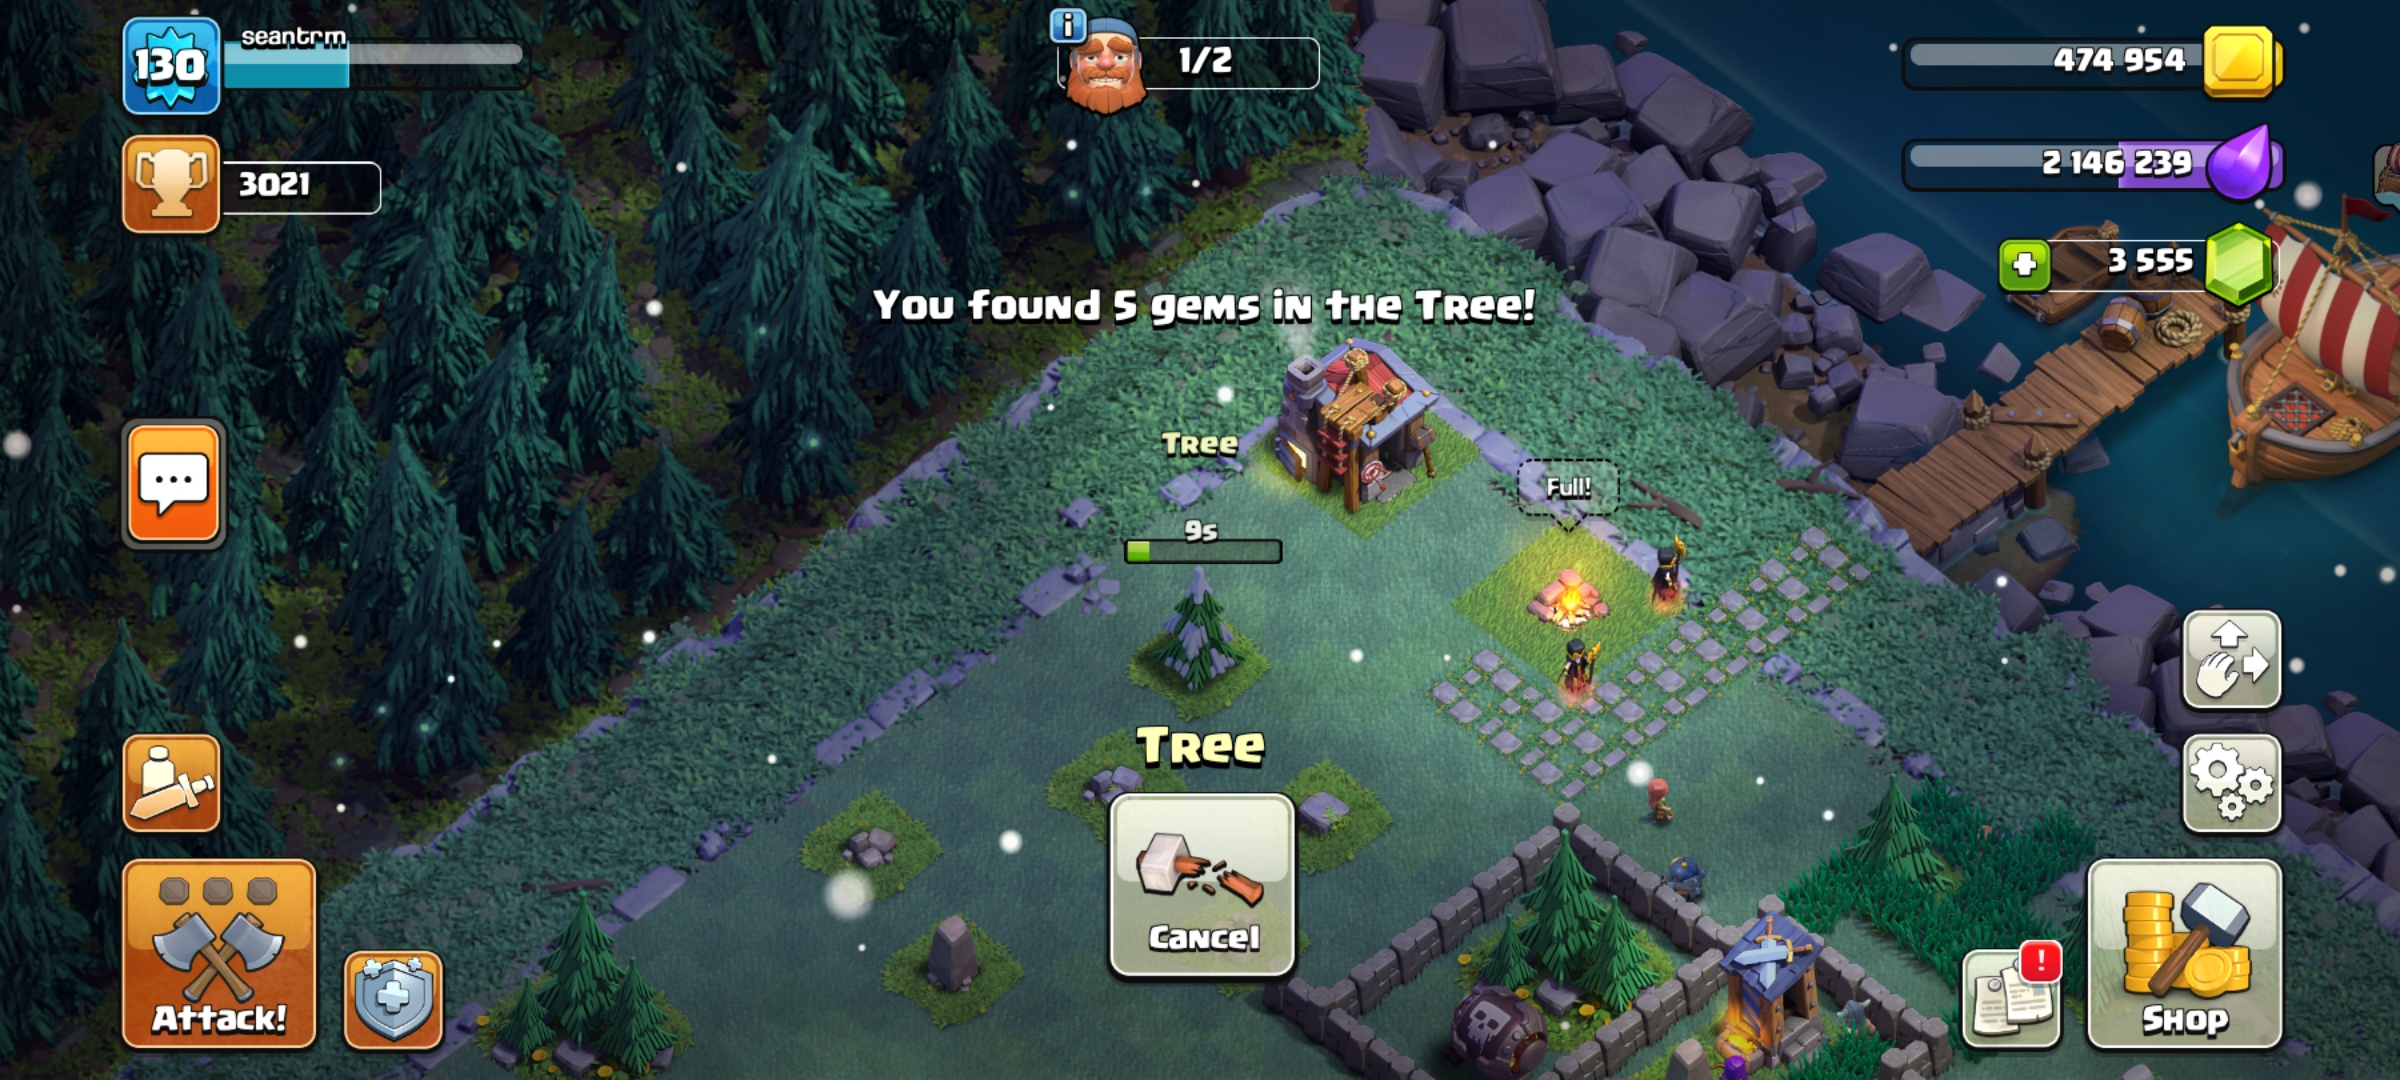 130
seantrm
1/2
474 954
3021
2 146 239
3 555
You found 5 gems in the Tree!
Tree
Full!
9s
Tree
Cancel
Attack!
!
Shop